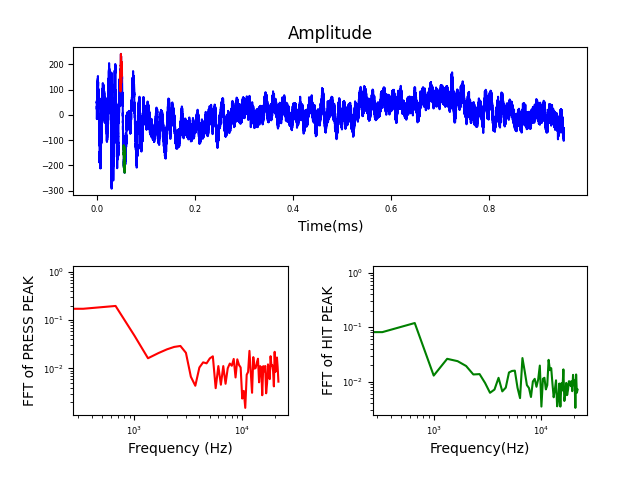 Amplitude
200
100
0
−100
−200
−300
0.0 0.2 0.4 0.6 0.8
Time(ms)
FFT of PRESS PEAK
10⁰
10⁻¹
10⁻²
10³ 10⁴
Frequency (Hz)
FFT of HIT PEAK
10⁰
10⁻¹
10⁻²
10³ 10⁴
Frequency(Hz)